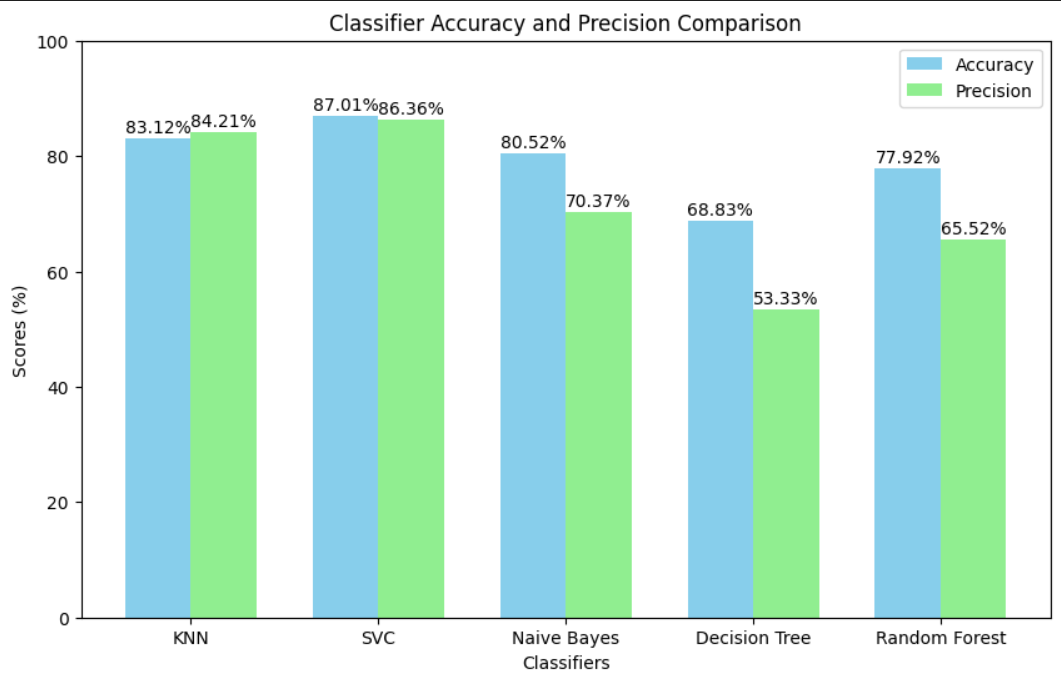 Classifier Accuracy and Precision Comparison
100
80
60
40
20
0
Scores (%)
Accuracy
Precision
83.12% 84.21%
87.01% 86.36%
80.52% 70.37%
68.83% 53.33%
77.92% 65.52%
KNN SVC Naive Bayes Decision Tree Random Forest
Classifiers